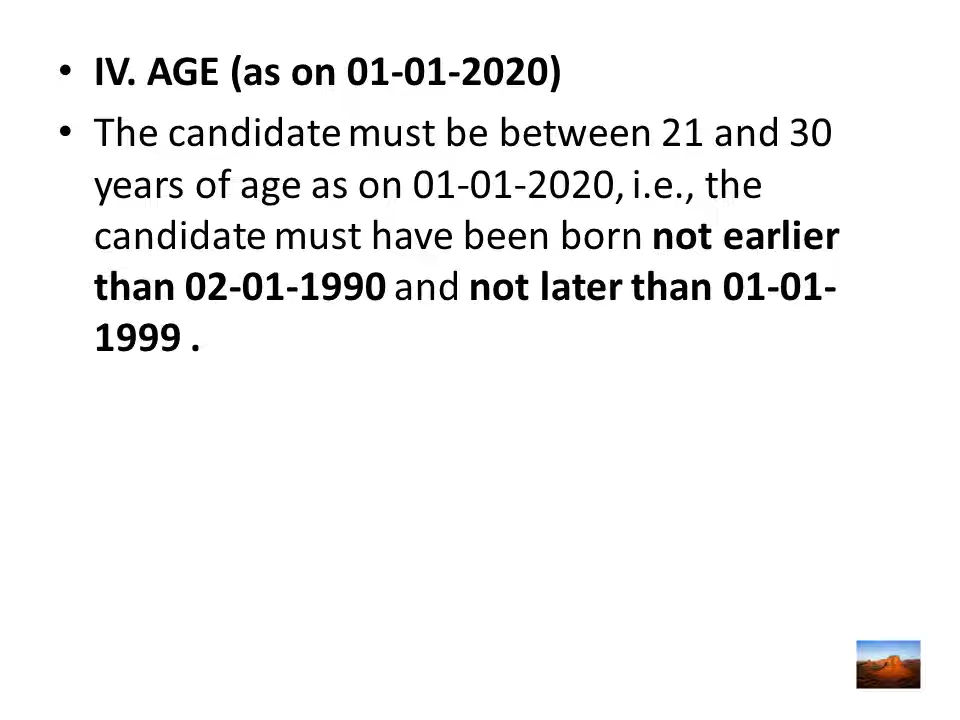 • IV. AGE (as on 01-01-2020)
• The candidate must be between 21 and 30
years of age as on 01-01-2020, i.e., the
candidate must have been born not earlier
than 02-01-1990 and not later than 01-01-
1999 .